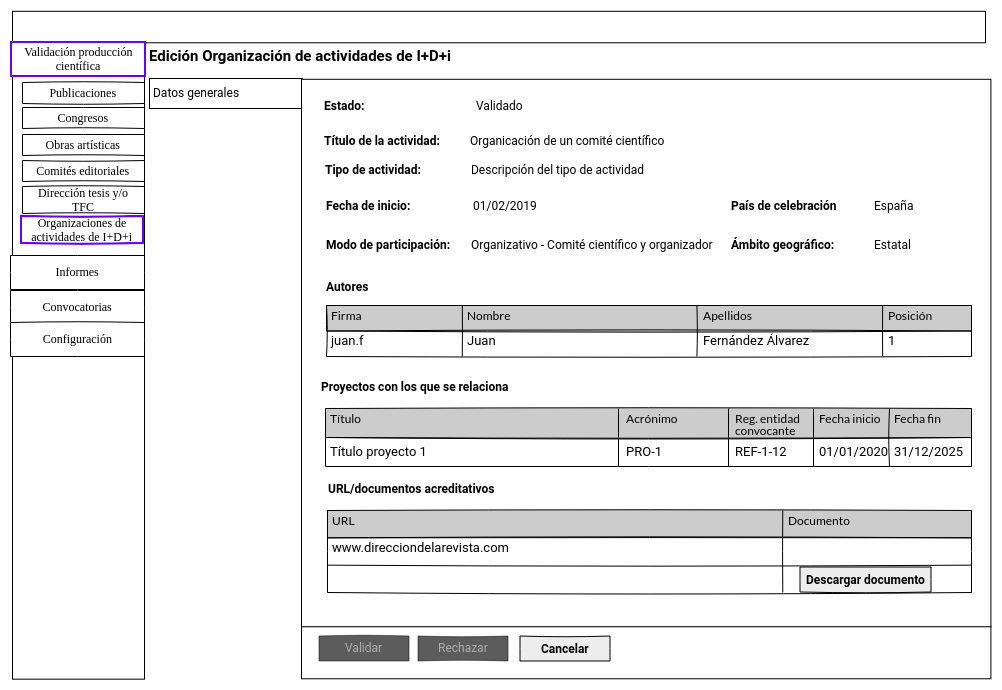 Validación producción
científica
Publicaciones
Congresos
Obras artísticas
Comités editoriales
Dirección tesis y/o
TFC
Organizaciones de
actividades de I+D+i
Informes
Convocatorias
Configuración
Edición Organización de actividades de I+D+i
Datos generales
Estado: Validado
Título de la actividad: Organicación de un comité científico
Tipo de actividad: Descripción del tipo de actividad
Fecha de inicio: 01/02/2019 País de celebración España
Modo de participación: Organizativo - Comité científico y organizador Ámbito geográfico: Estatal
Autores
Firma Nombre Apellidos Posición
juan.f Juan Fernández Álvarez 1
Proyectos con los que se relaciona
Título Acrónimo Reg. entidad convocante Fecha inicio Fecha fin
Título proyecto 1 PRO-1 REF-1-12 01/01/2020 31/12/2025
URL/documentos acreditativos
URL Documento
www.direcciondelarevista.com
Descargar documento
Validar Rechazar Cancelar